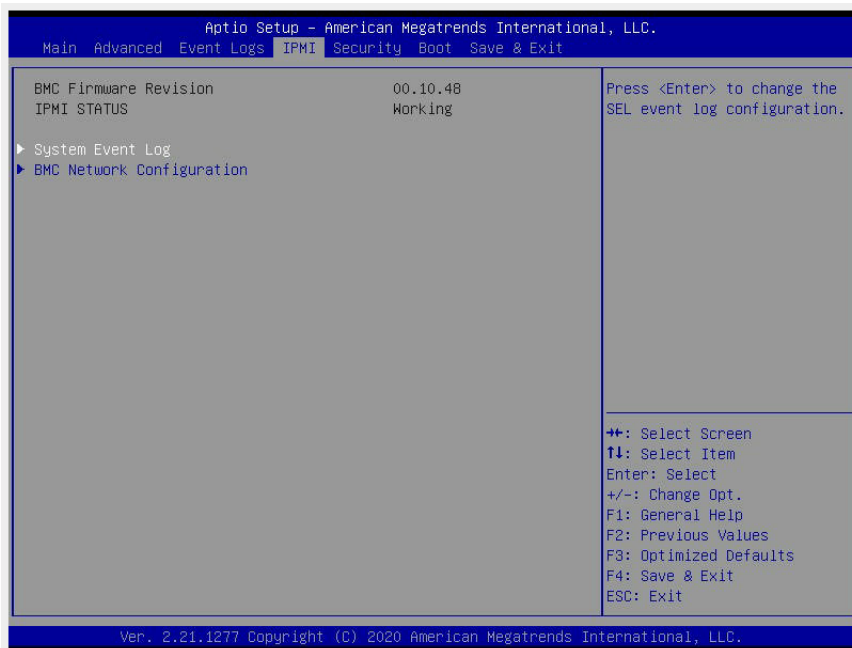 Aptio Setup – American Megatrends International, LLC.
Main Advanced Event Logs IPMI Security Boot Save & Exit
BMC Firmware Revision 00.10.48
IPMI STATUS Working
System Event Log
BMC Network Configuration
Press <Enter> to change the
SEL event log configuration.
→←: Select Screen
↑↓: Select Item
Enter: Select
+/-: Change Opt.
F1: General Help
F2: Previous Values
F3: Optimized Defaults
F4: Save & Exit
ESC: Exit
Ver. 2.21.1277 Copyright (C) 2020 American Megatrends International, LLC.